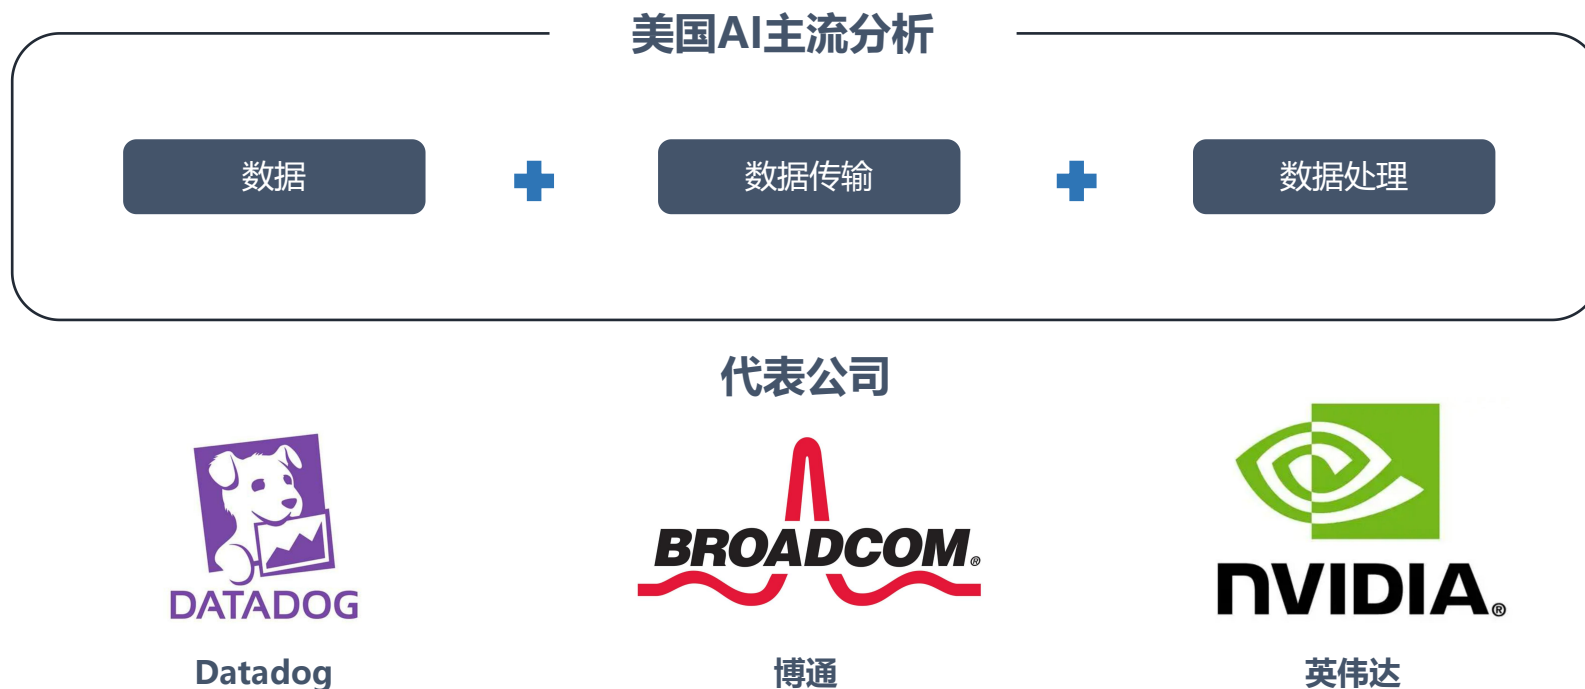 美国AI主流分析
数据
数据传输
数据处理
代表公司
DATADOG
BROADCOM®
NVIDIA®
Datadog
博通
英伟达